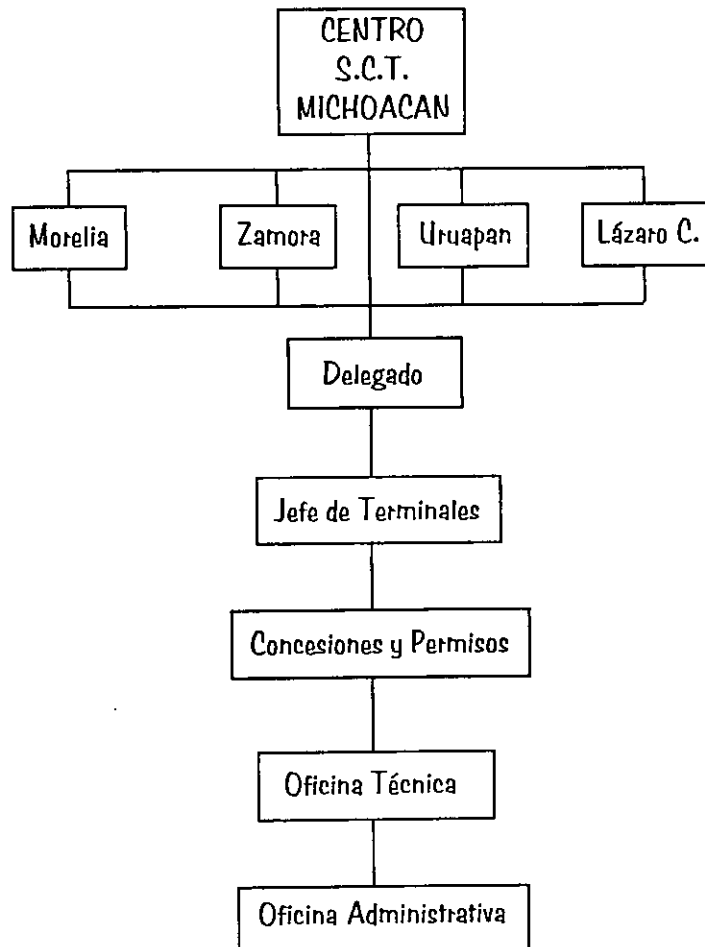 CENTRO
S.C.T.
MICHOACAN
Morelia
Zamora
Uruapan
Lázaro C.
Delegado
Jefe de Terminales
Concesiones y Permisos
Oficina Técnica
Oficina Administrativa